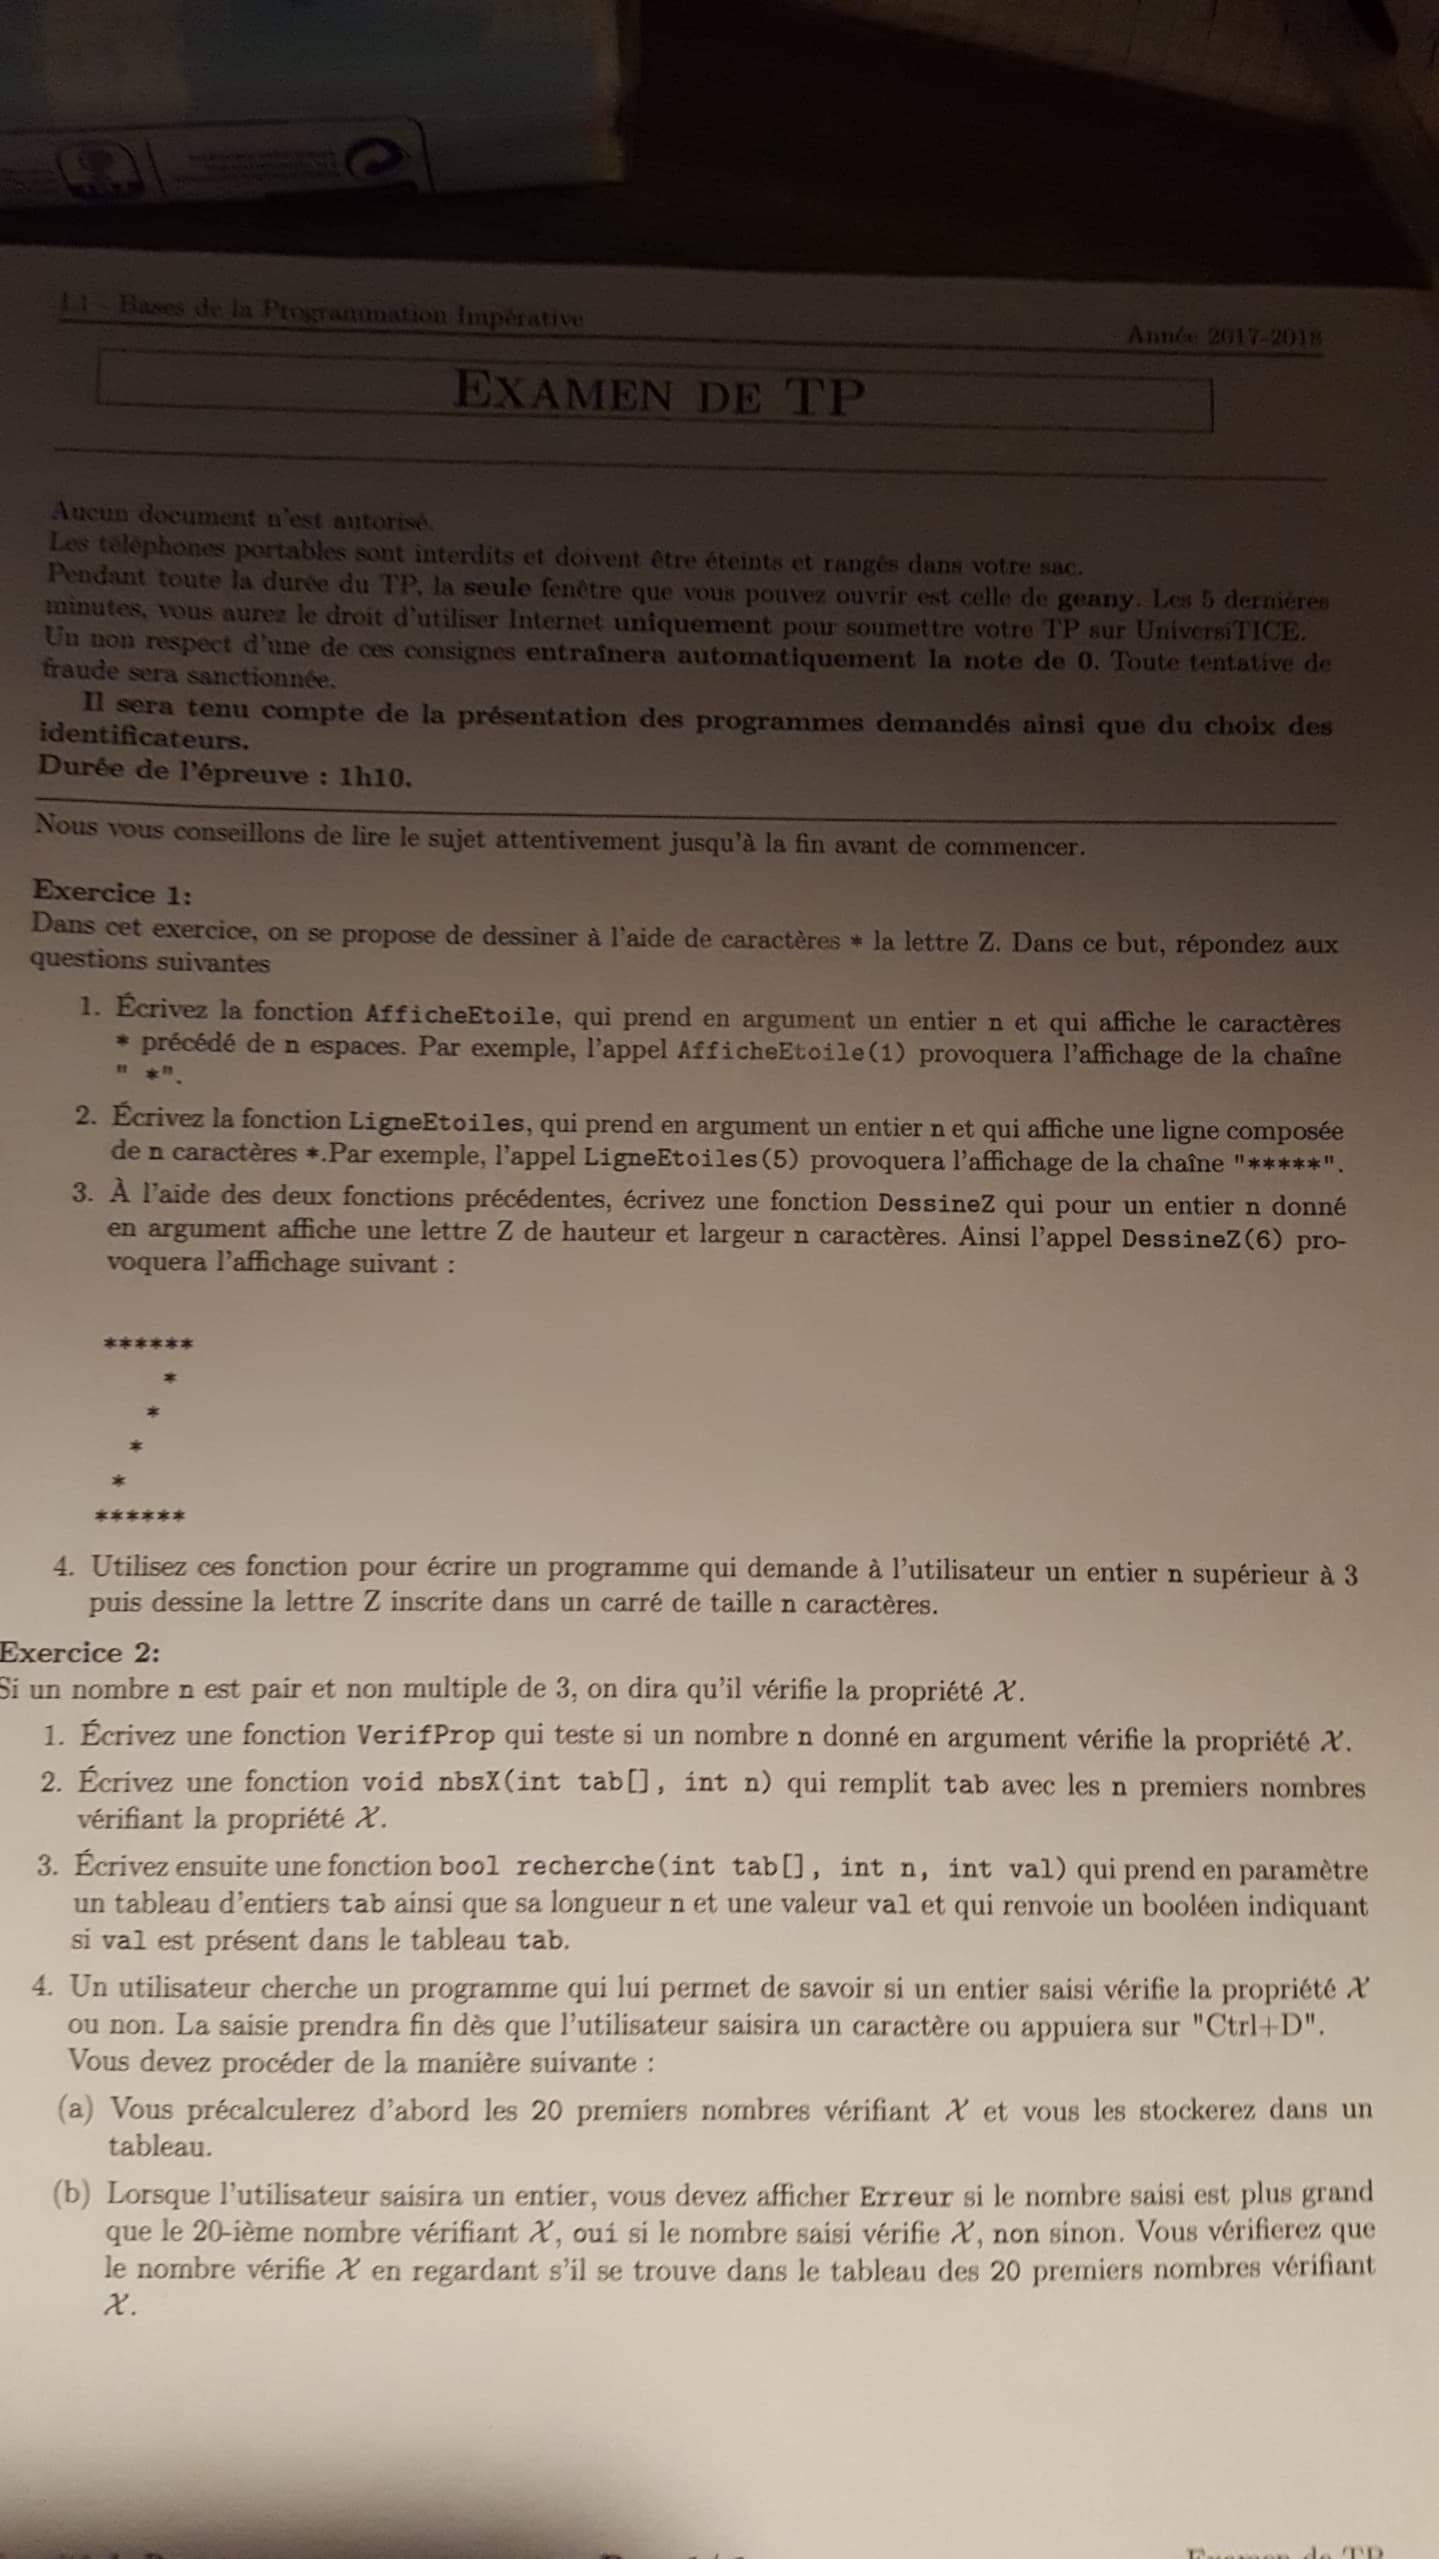 L1 - Bases de la Programmation Impérative
Année 2017-2018
EXAMEN DE TP
Aucun document n'est autorisé.
Les téléphones portables sont interdits et doivent être éteints et rangés dans votre sac.
Pendant toute la durée du TP, la seule fenêtre que vous pouvez ouvrir est celle de geany. Les 5 dernières
minutes, vous aurez le droit d'utiliser Internet uniquement pour soumettre votre TP sur UniversiTICE.
Un non respect d'une de ces consignes entraînera automatiquement la note de 0. Toute tentative de
fraude sera sanctionnée.
Il sera tenu compte de la présentation des programmes demandés ainsi que du choix des
identificateurs.
Durée de l'épreuve : 1h10.
Nous vous conseillons de lire le sujet attentivement jusqu'à la fin avant de commencer.
Exercice 1:
Dans cet exercice, on se propose de dessiner à l'aide de caractères * la lettre Z. Dans ce but, répondez aux
questions suivantes
1. Écrivez la fonction AfficheEtoile, qui prend en argument un entier n et qui affiche le caractères
* précédé de n espaces. Par exemple, l'appel AfficheEtoile(1) provoquera l'affichage de la chaîne
" *".
2. Écrivez la fonction LigneEtoiles, qui prend en argument un entier n et qui affiche une ligne composée
de n caractères *.Par exemple, l'appel LigneEtoiles(5) provoquera l'affichage de la chaîne "*****".
3. À l'aide des deux fonctions précédentes, écrivez une fonction DessineZ qui pour un entier n donné
en argument affiche une lettre Z de hauteur et largeur n caractères. Ainsi l'appel DessineZ(6) pro-
voquera l'affichage suivant :
******
    *
   *
  *
 *
******
4. Utilisez ces fonction pour écrire un programme qui demande à l'utilisateur un entier n supérieur à 3
puis dessine la lettre Z inscrite dans un carré de taille n caractères.
Exercice 2:
Si un nombre n est pair et non multiple de 3, on dira qu'il vérifie la propriété 𝒳.
1. Écrivez une fonction VerifProp qui teste si un nombre n donné en argument vérifie la propriété 𝒳.
2. Écrivez une fonction void nbsX(int tab[], int n) qui remplit tab avec les n premiers nombres
vérifiant la propriété 𝒳.
3. Écrivez ensuite une fonction bool recherche(int tab[], int n, int val) qui prend en paramètre
un tableau d'entiers tab ainsi que sa longueur n et une valeur val et qui renvoie un booléen indiquant
si val est présent dans le tableau tab.
4. Un utilisateur cherche un programme qui lui permet de savoir si un entier saisi vérifie la propriété 𝒳
ou non. La saisie prendra fin dès que l'utilisateur saisira un caractère ou appuiera sur "Ctrl+D".
Vous devez procéder de la manière suivante :
(a) Vous précalculerez d'abord les 20 premiers nombres vérifiant 𝒳 et vous les stockerez dans un
tableau.
(b) Lorsque l'utilisateur saisira un entier, vous devez afficher Erreur si le nombre saisi est plus grand
que le 20-ième nombre vérifiant 𝒳, oui si le nombre saisi vérifie 𝒳, non sinon. Vous vérifierez que
le nombre vérifie 𝒳 en regardant s'il se trouve dans le tableau des 20 premiers nombres vérifiant
𝒳.
Examen de TP